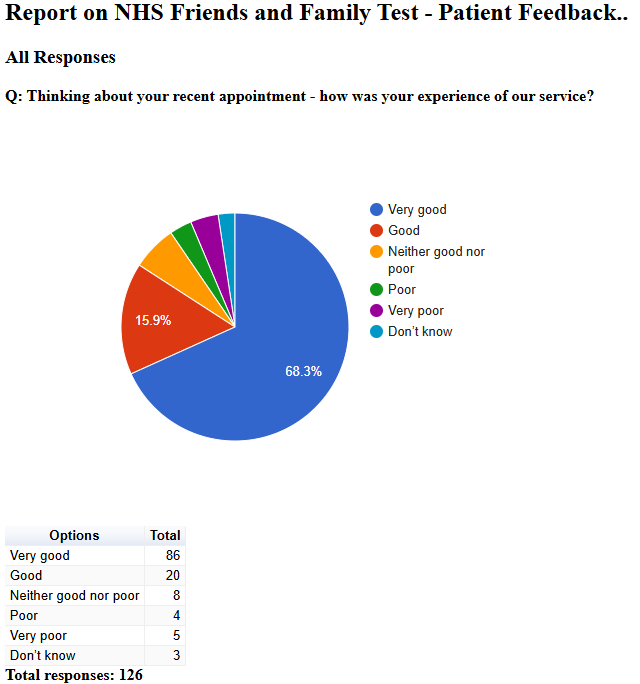 Report on NHS Friends and Family Test - Patient Feedback..
All Responses
Q: Thinking about your recent appointment - how was your experience of our service?
Very good
Good
Neither good nor
poor
Poor
Very poor
Don't know
15.9%
68.3%
Options Total
Very good 86
Good 20
Neither good nor poor 8
Poor 4
Very poor 5
Don't know 3
Total responses: 126